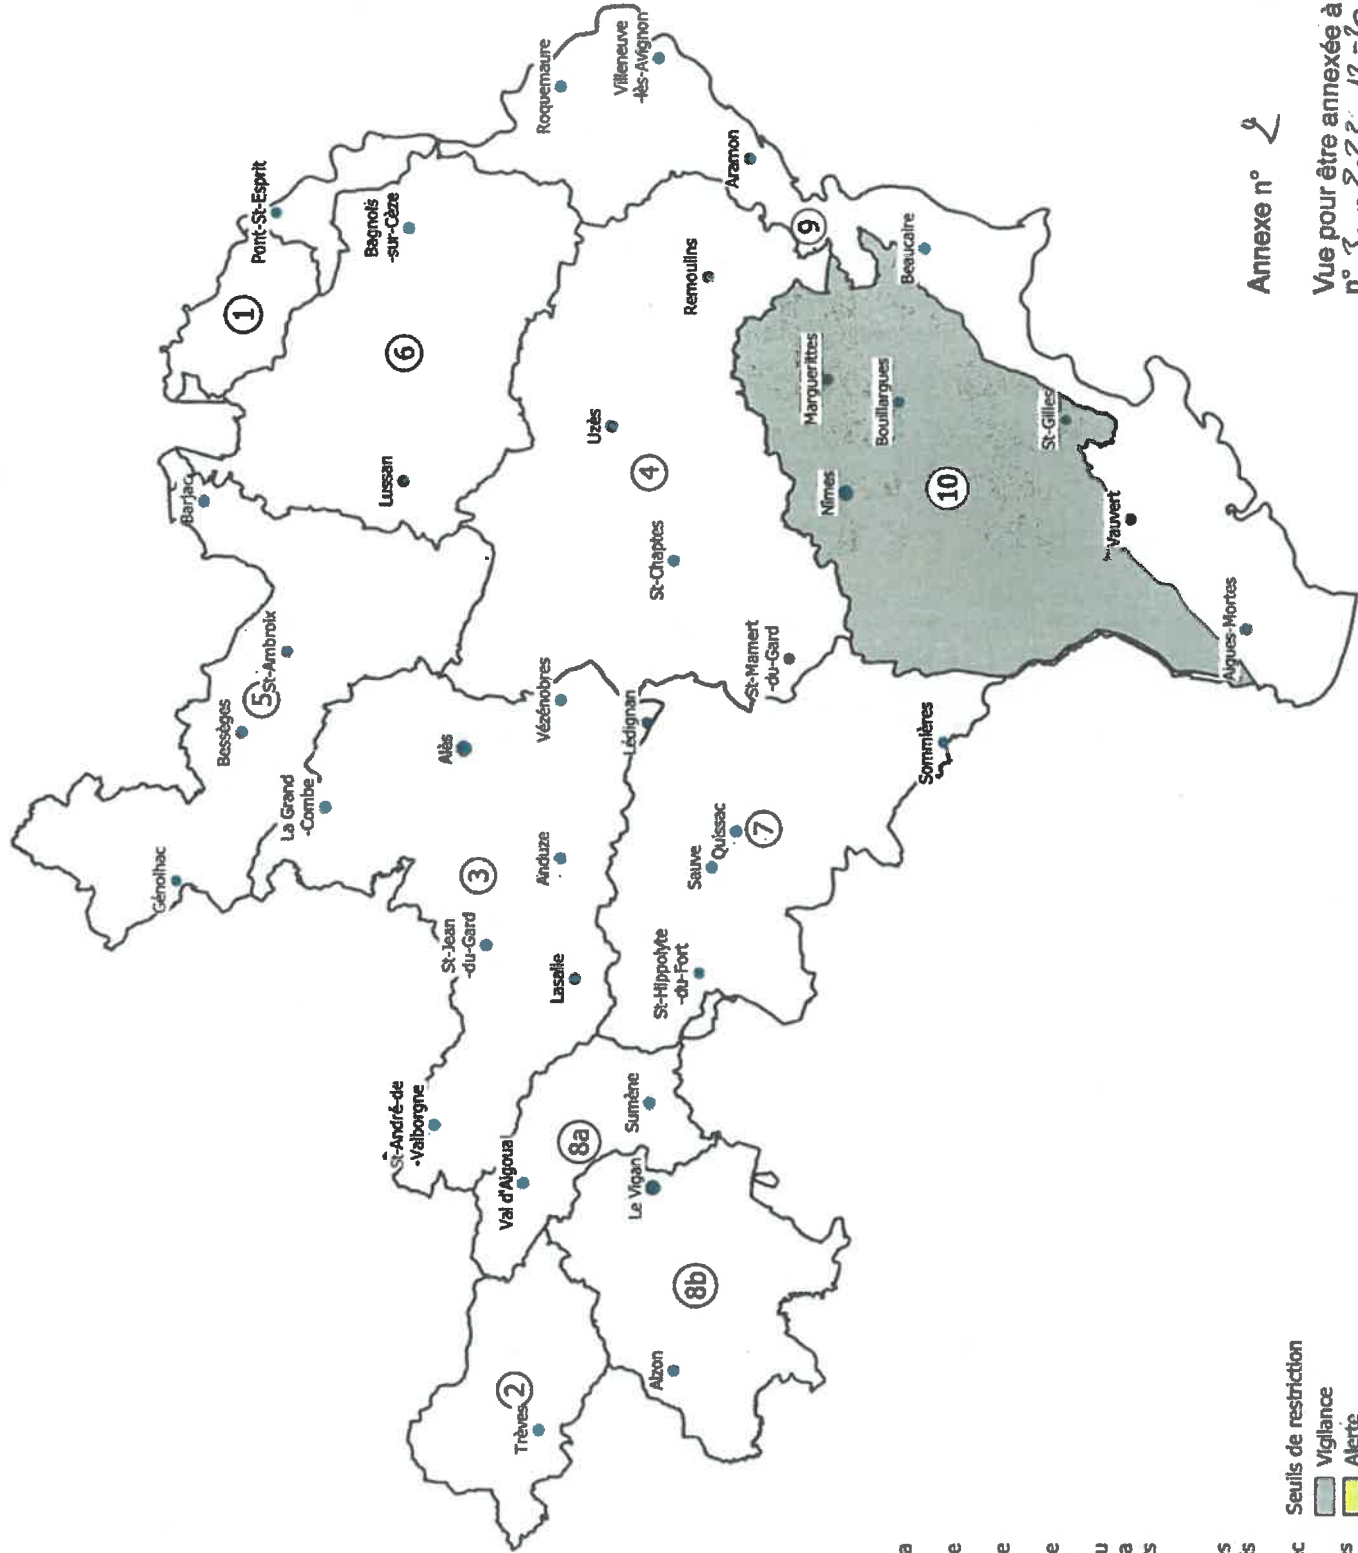 Génolhac
Bessèges
5
St-Ambroix
Barjac
1
Pont-St-Esprit
La Grand
-Combe
Lussan
6
Bagnols
-sur-Cèze
St-André-de
-Valborgne
St-Jean
-du-Gard
3
Alès
Roquemaure
Trèves
2
Val d'Aigoual
8a
Lasalle
Anduze
Vézénobres
Uzès
4
Villeneuve
-lès-Avignon
Le Vigan
Sumène
Lédignan
St-Chaptes
Alzon
8b
St-Hippolyte
-du-Fort
Sauve
Quissac
7
St-Mamert
-du-Gard
Remoulins
Aramon
9
Nîmes
Marguerittes
Bouillargues
Beaucaire
Sommières
10
St-Gilles
Vauvert
Aigues-Mortes
Annexe n° 2
Vue pour être annexée à
n°
Seuils de restriction
Vigilance
Alerte